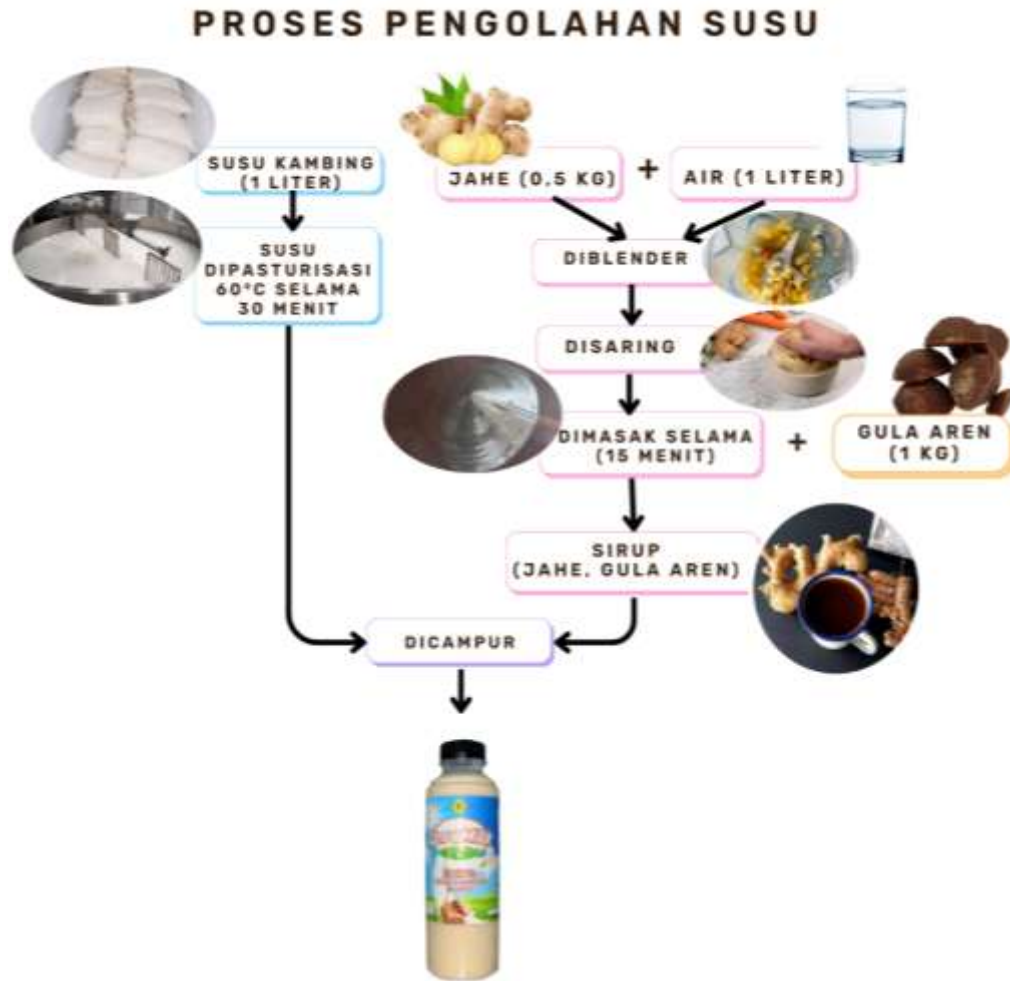 PROSES PENGOLAHAN SUSU
SUSU KAMBING
(1 LITER)
JAHE (0,5 KG)
+
AIR (1 LITER)
SUSU
DIPASTURISASI
60°C SELAMA
30 MENIT
DIBLENDER
DISARING
DIMASAK SELAMA
(15 MENIT)
+
GULA AREN
(1 KG)
SIRUP
(JAHE, GULA AREN)
DICAMPUR